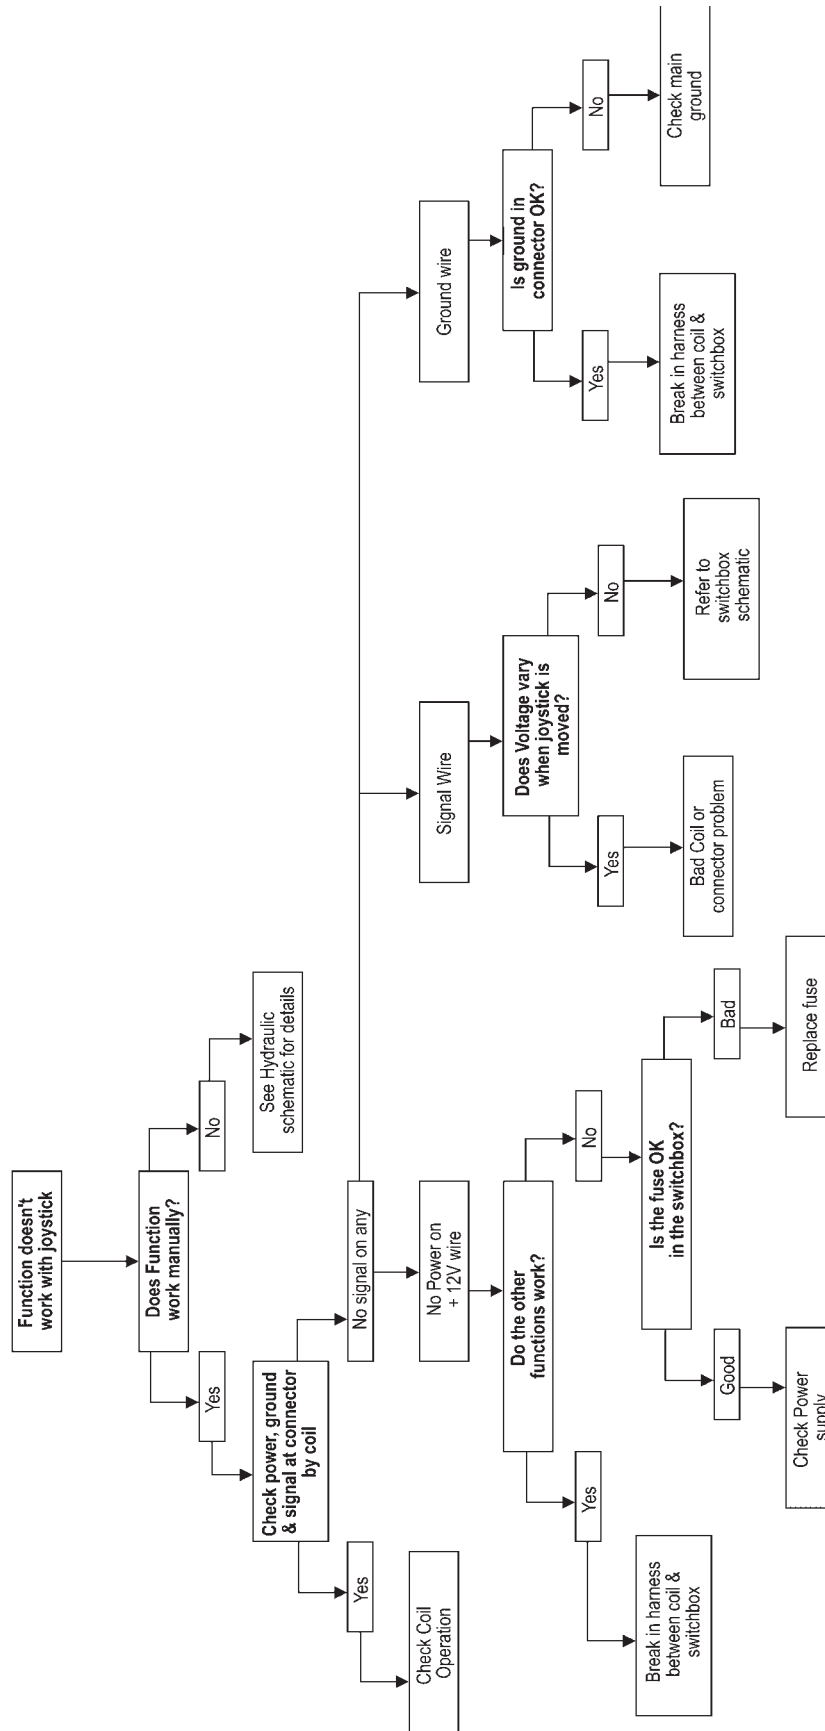 Function doesn't
work with joystick
Does Function
work manually?
Yes
No
See Hydraulic
schematic for details
Check power, ground
& signal at connector
by coil
Yes
No signal on any
Check Coil
Operation
No Power on
+ 12V wire
Signal Wire
Ground wire
Do the other
functions work?
Does Voltage vary
when joystick is
moved?
Is ground in
connector OK?
Yes
No
Yes
No
Yes
No
Break in harness
between coil &
switchbox
Is the fuse OK
in the switchbox?
Bad Coil or
connector problem
Refer to
switchbox
schematic
Break in harness
between coil &
switchbox
Check main
ground
Good
Bad
Check Power
supply
Replace fuse